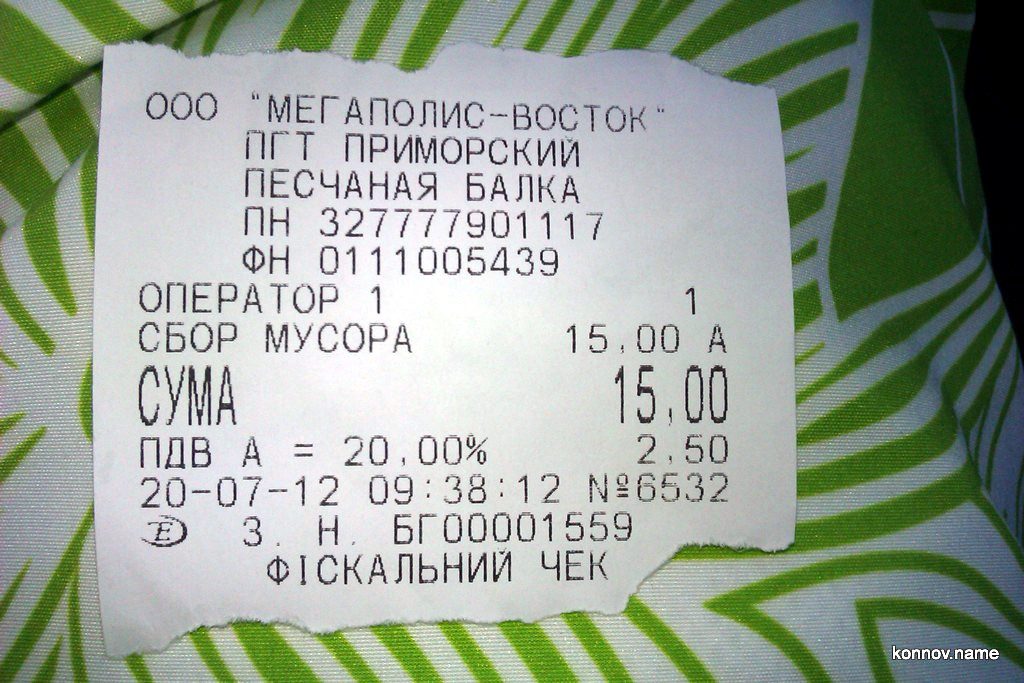 ООО "МЕГАПОЛИС-ВОСТОК"
ПГТ ПРИМОРСКИЙ
ПЕСЧАНАЯ БАЛКА
ПН 327777901117
ФН 0111005439
ОПЕРАТОР 1 1
СБОР МУСОРА 15,00 А
СУМА 15,00
ПДВ А = 20,00% 2,50
20-07-12 09:38:12 №6532
Е З. Н. БГ00001559
ФІСКАЛЬНИЙ ЧЕК
konnov.name